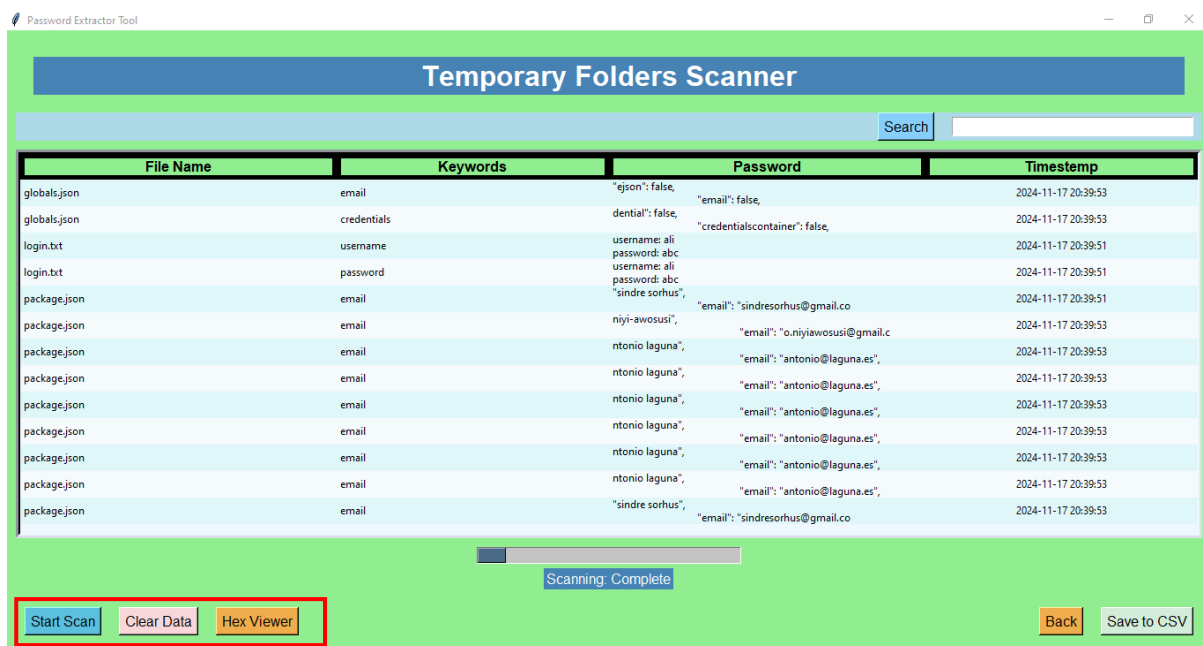 Password Extractor Tool
Temporary Folders Scanner
Search
File Name Keywords Password Timestemp
globals.json email "ejson": false, 2024-11-17 20:39:53
"email": false,
globals.json credentials dential": false, 2024-11-17 20:39:53
"credentialscontainer": false,
login.txt username username: ali 2024-11-17 20:39:51
password: abc
login.txt password username: ali 2024-11-17 20:39:51
password: abc
package.json email "sindre sorhus", 2024-11-17 20:39:51
"email": "sindresorhus@gmail.co
package.json email niyi-awosusi", 2024-11-17 20:39:53
"email": "o.niyiawosusi@gmail.c
package.json email ntonio laguna", 2024-11-17 20:39:53
"email": "antonio@laguna.es",
package.json email ntonio laguna", 2024-11-17 20:39:53
"email": "antonio@laguna.es",
package.json email ntonio laguna", 2024-11-17 20:39:53
"email": "antonio@laguna.es",
package.json email ntonio laguna", 2024-11-17 20:39:53
"email": "antonio@laguna.es",
package.json email ntonio laguna", 2024-11-17 20:39:53
"email": "antonio@laguna.es",
package.json email ntonio laguna", 2024-11-17 20:39:53
"email": "antonio@laguna.es",
package.json email "sindre sorhus", 2024-11-17 20:39:53
"email": "sindresorhus@gmail.co
Scanning: Complete
Start Scan Clear Data Hex Viewer Back Save to CSV